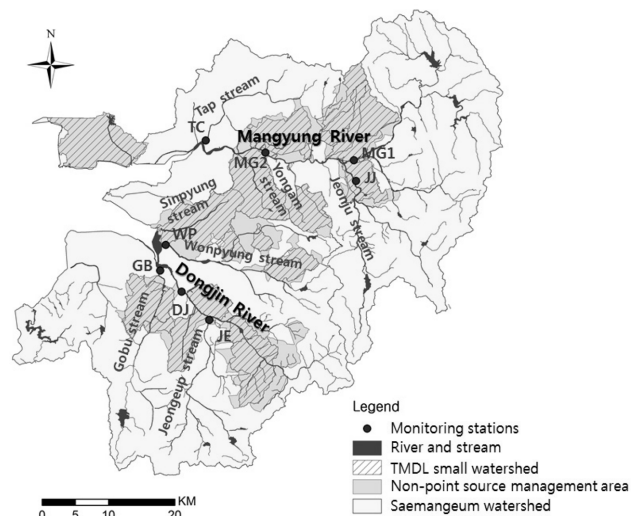 N
Tap stream
TC
Mangyung River
MG1
MG2
JJ
Yongam stream
Jeonju stream
Sinpyung stream
WP
Wonpyung stream
GB
Dongjin River
DJ
JE
Gobu stream
Jeongeup stream
Legend
Monitoring stations
River and stream
TMDL small watershed
Non-point source management area
Saemangeum watershed
KM
0 5 10 20